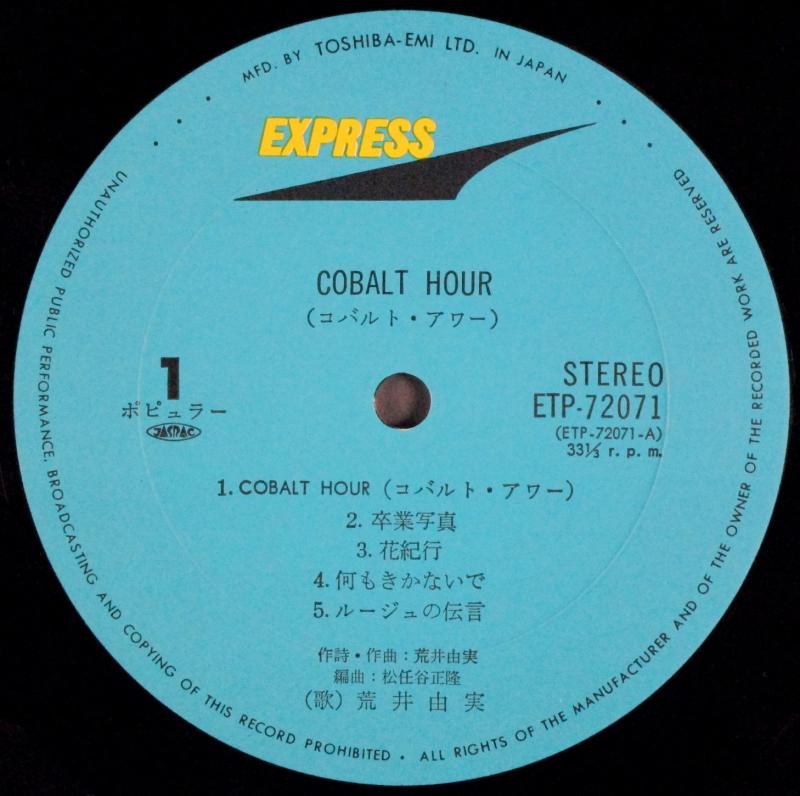 MFD. BY TOSHIBA-EMI LTD. IN JAPAN
EXPRESS
COBALT HOUR
(コバルト・アワー)
1
ポピュラー
JASRAC
STEREO
ETP-72071
(ETP-72071-A)
33⅓ r. p. m.
1. COBALT HOUR (コバルト・アワー)
2. 卒業写真
3. 花紀行
4. 何もきかないで
5. ルージュの伝言
作詩・作曲:荒井由実
編曲:松任谷正隆
(歌) 荒井由実
UNAUTHORIZED PUBLIC PERFORMANCE, BROADCASTING AND COPYING OF THIS RECORD PROHIBITED • ALL RIGHTS OF THE MANUFACTURER AND OF THE OWNER OF THE RECORDED WORK ARE RESERVED